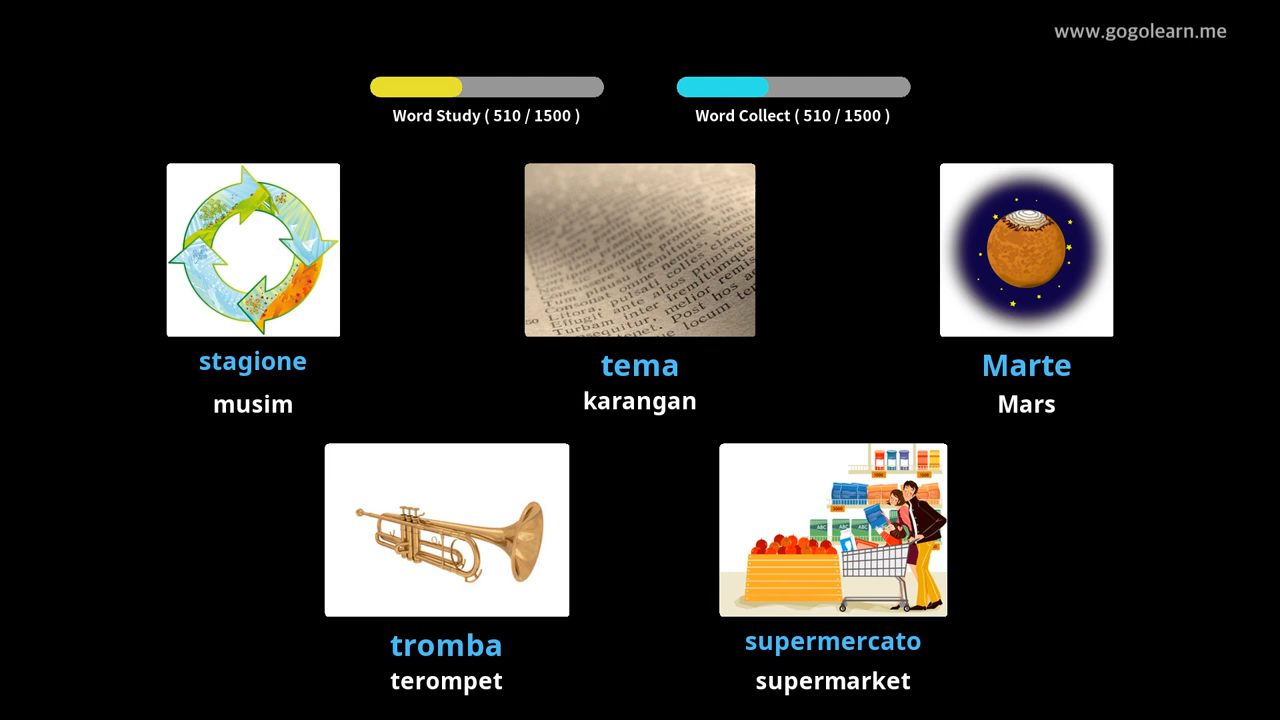 www.gogolearn.me
Word Study ( 510 / 1500 )
Word Collect ( 510 / 1500 )
stagione
musim
tema
karangan
Marte
Mars
tromba
terompet
supermercato
supermarket